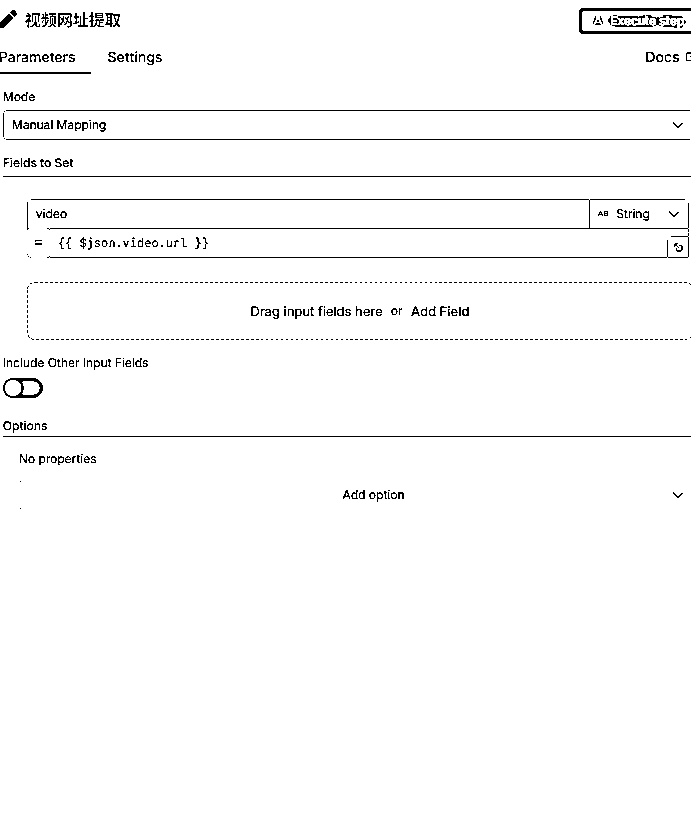 视频网址提取
Execute step
Parameters Settings Docs
Mode
Manual Mapping
Fields to Set
video AB String
= {{ $json.video.url }}
Drag input fields here or Add Field
Include Other Input Fields
Options
No properties
Add option